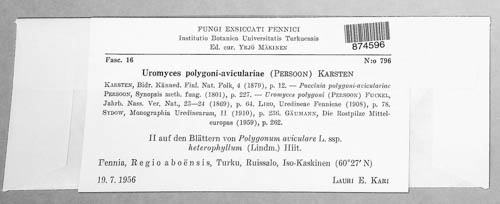 FUNGI EXSICCATI FENNICI
Institutio Botanica Universitatis Turkuensis
Ed. cur. YRJÖ MÄKINEN
874596
Fasc. 16 N:o 796
Uromyces polygoni-aviculariae (PERSOON) KARSTEN
KARSTEN, Bidr. Känned. Finl. Nat. Folk, 4 (1879), p. 12. — Puccinia polygoni-aviculariae
PERSOON, Synopsis meth. fung. (1801), p. 227. — Uromyces polygoni (PERSOON) FUCKEL,
Jahrb. Nass. Ver. Nat., 23—24 (1869), p. 64. LIRO, Uredineae Fennicae (1908), p. 78.
SYDOW, Monographia Uredinearum, II (1910), p. 236. GÄUMANN, Die Rostpilze Mittel-
europas (1959), p. 262.
II auf den Blättern von Polygonum aviculare L. ssp.
heterophyllum (Lindm.) Hiit.
Fennia, Regio aboënsis, Turku, Ruissalo, Iso-Kaskinen (60°27′ N)
19. 7. 1956 LAURI E. KARI